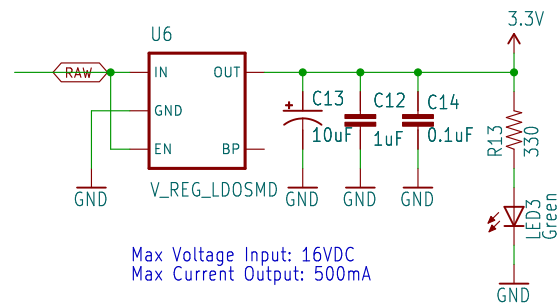 3.3V
U6
RAW
IN
OUT
GND
EN
BP
V_REG_LDOSMD
GND
C13
10uF
GND
C12
1uF
GND
C14
0.1uF
GND
R13
330
LED3
Green
GND
Max Voltage Input: 16VDC
Max Current Output: 500mA